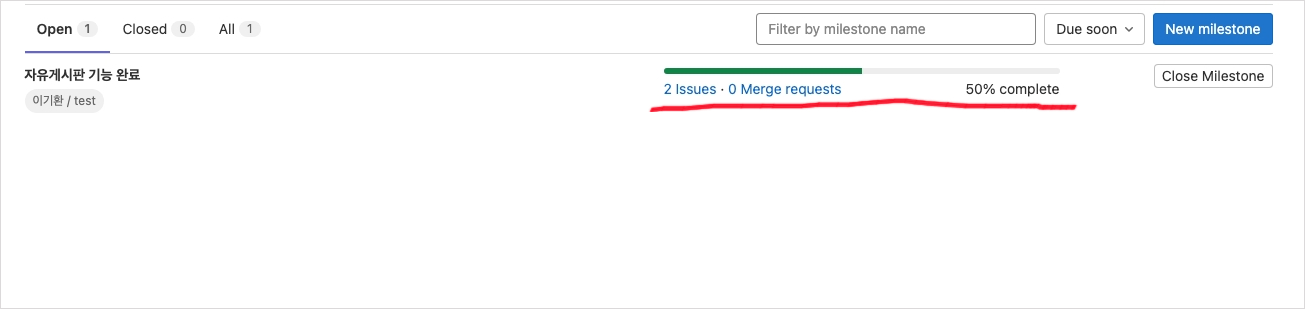 Open 1 Closed 0 All 1 Filter by milestone name Due soon New milestone
자유게시판 기능 완료
이기환 / test
2 Issues · 0 Merge requests 50% complete
Close Milestone